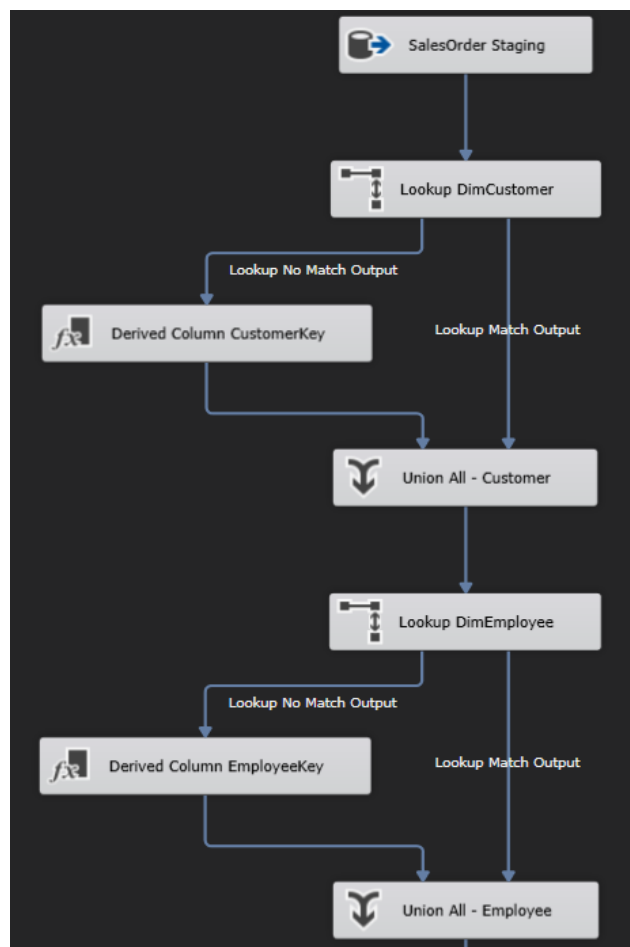 SalesOrder Staging
Lookup DimCustomer
Lookup No Match Output
Derived Column CustomerKey
Lookup Match Output
Union All - Customer
Lookup DimEmployee
Lookup No Match Output
Derived Column EmployeeKey
Lookup Match Output
Union All - Employee